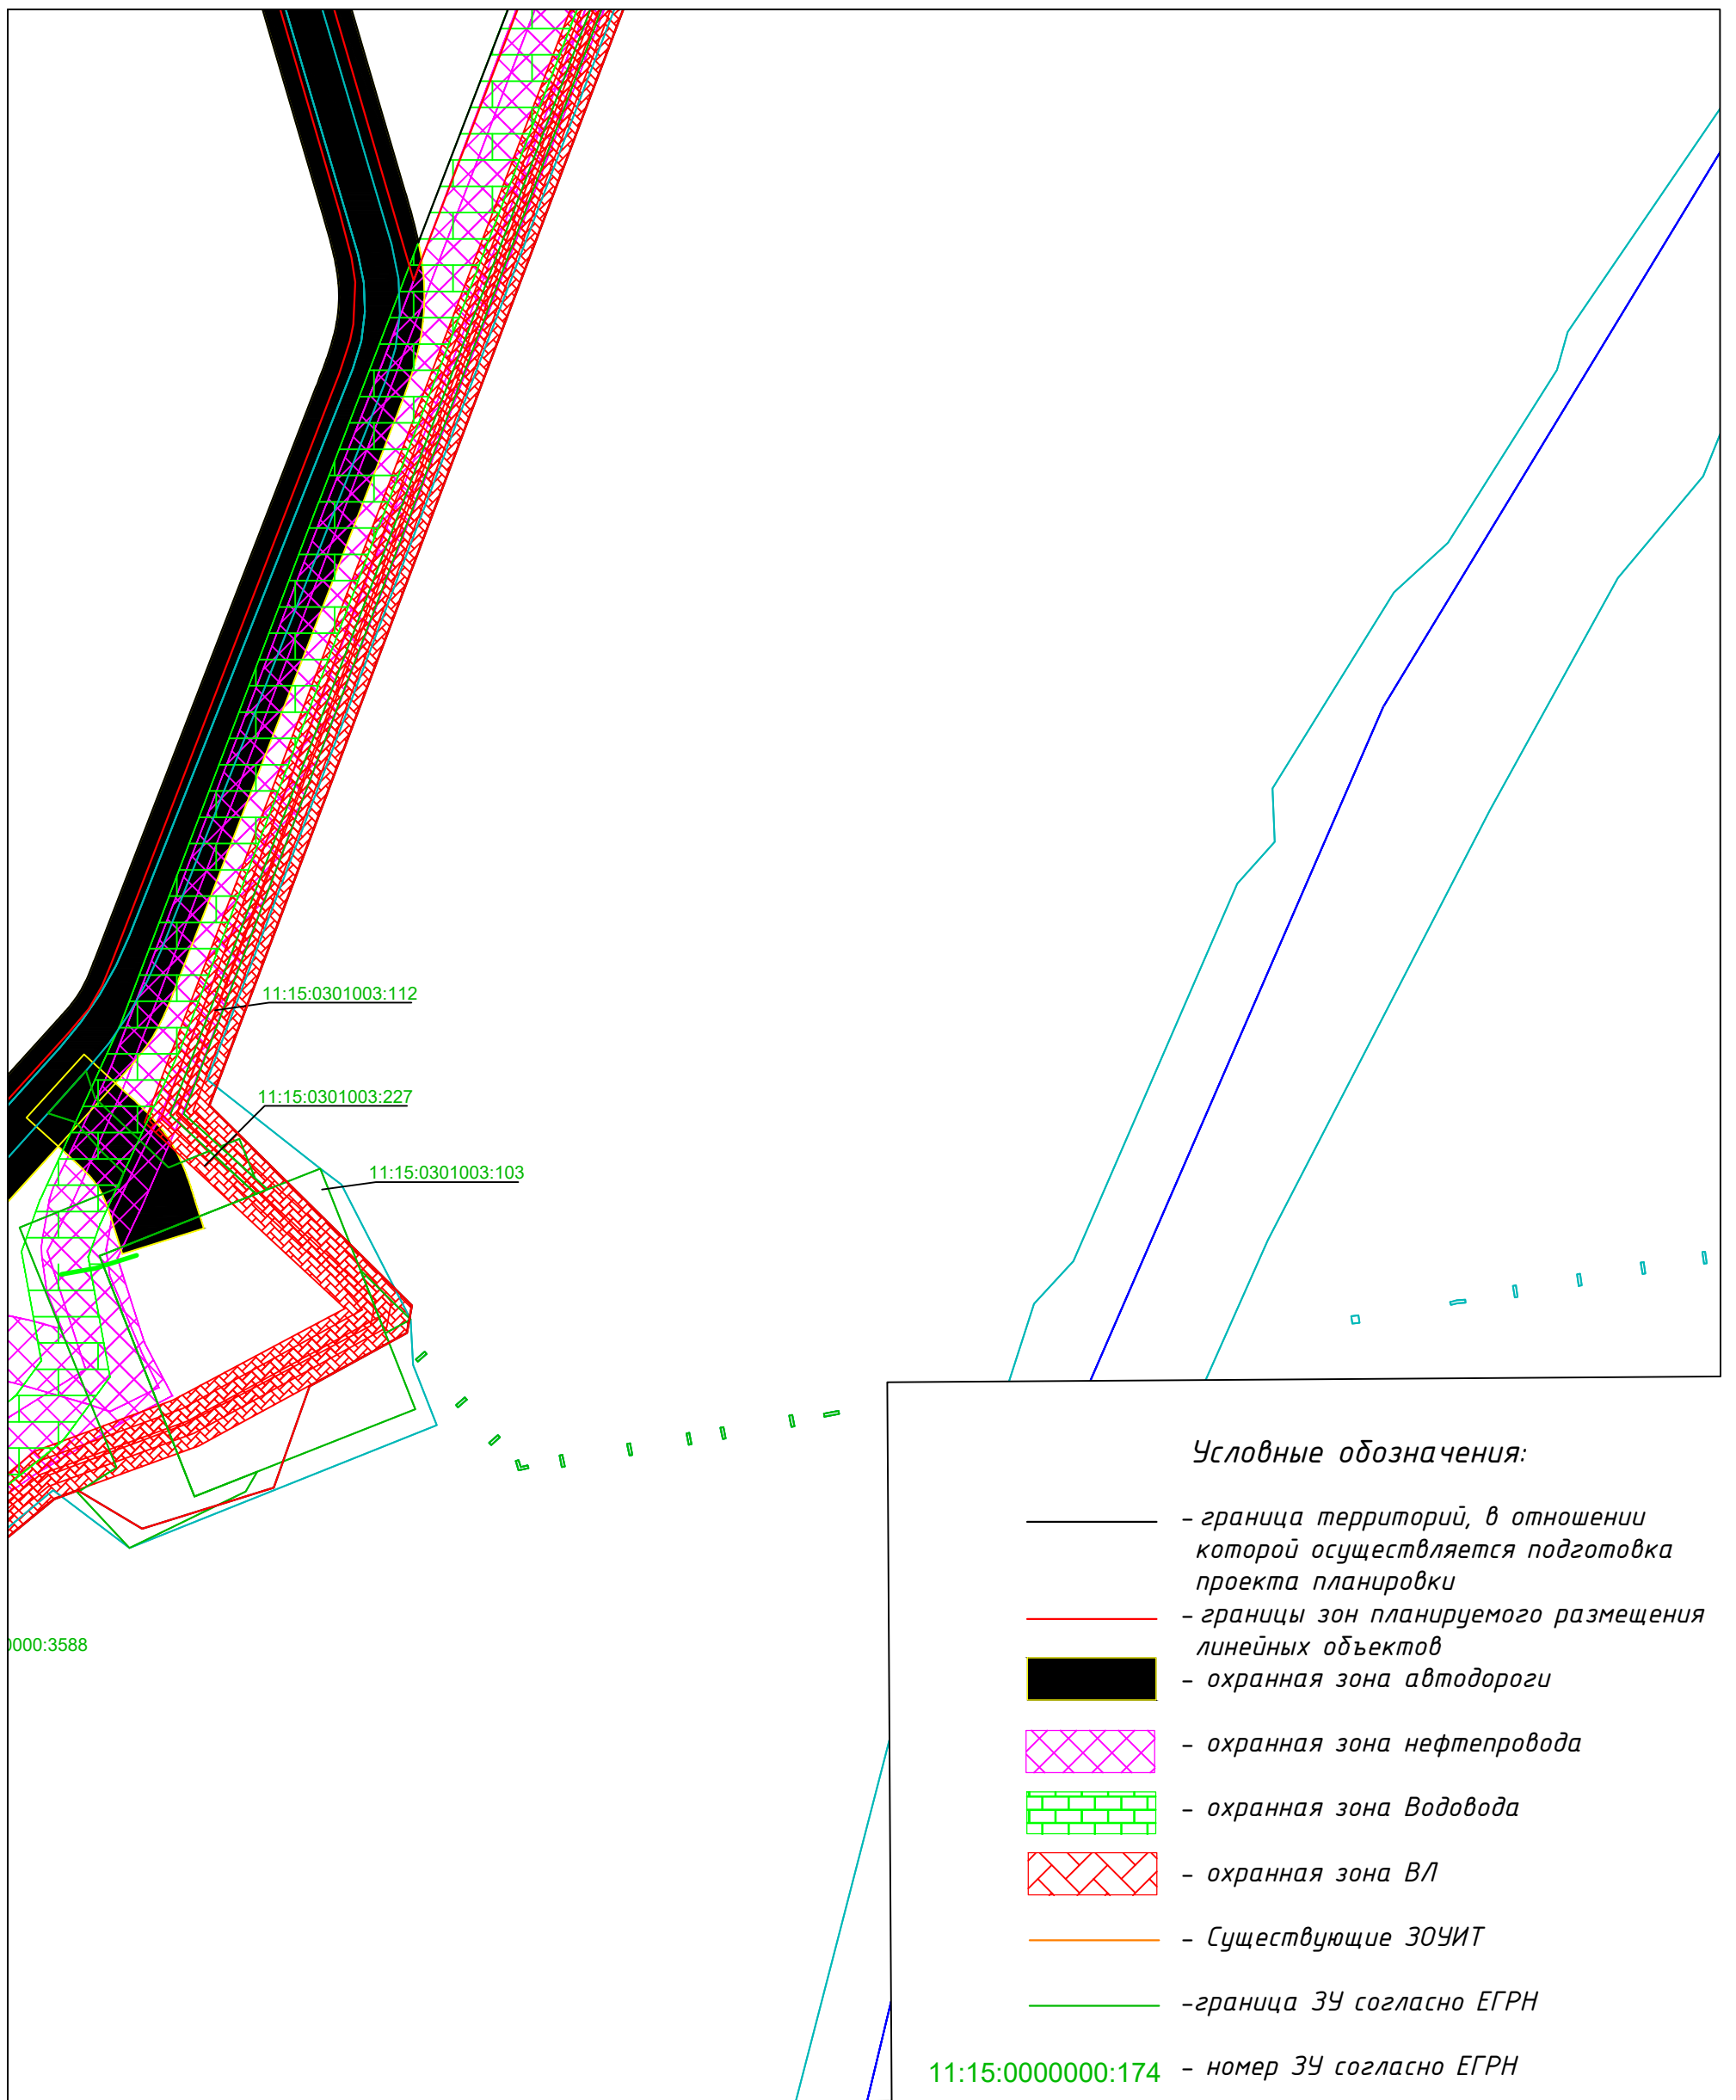 11:15:0301003:112
11:15:0301003:227
11:15:0301003:103
0000:3588
Условные обозначения:
- граница территорий, в отношении
которой осуществляется подготовка
проекта планировки
- границы зон планируемого размещения
линейных объектов
- охранная зона автодороги
- охранная зона нефтепровода
- охранная зона Водовода
- охранная зона ВЛ
- Существующие ЗОУИТ
-граница ЗУ согласно ЕГРН
11:15:0000000:174 - номер ЗУ согласно ЕГРН